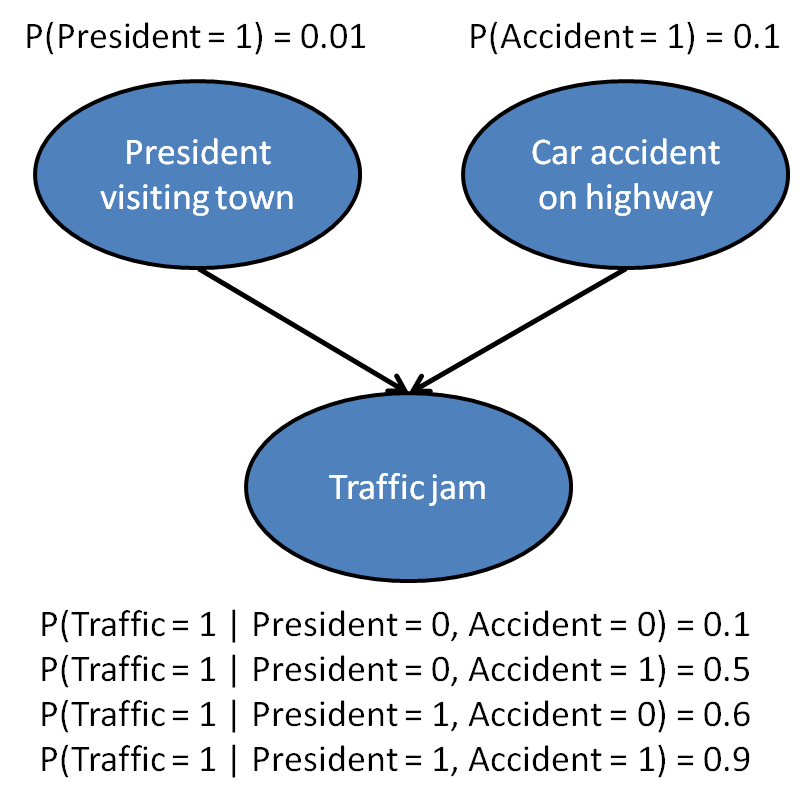 P(President = 1) = 0.01
P(Accident = 1) = 0.1
President
visiting town
Car accident
on highway
Traffic jam
P(Traffic = 1 | President = 0, Accident = 0) = 0.1
P(Traffic = 1 | President = 0, Accident = 1) = 0.5
P(Traffic = 1 | President = 1, Accident = 0) = 0.6
P(Traffic = 1 | President = 1, Accident = 1) = 0.9